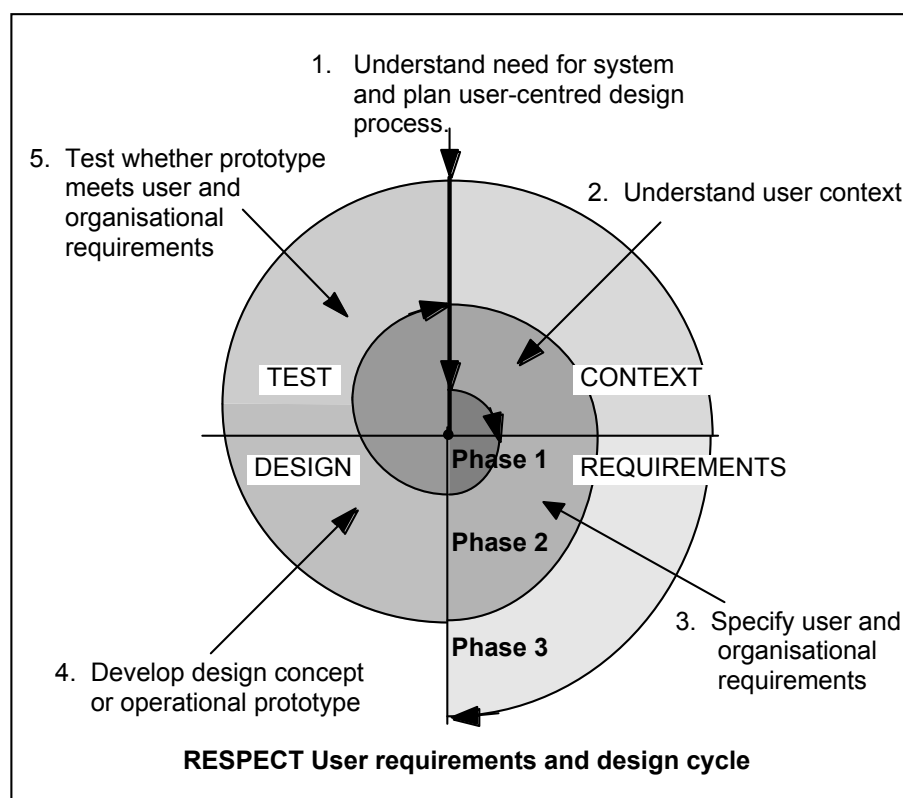 1. Understand need for system
and plan user-centred design
process.
5. Test whether prototype
meets user and
organisational
requirements
2. Understand user context
TEST
CONTEXT
DESIGN
Phase 1
REQUIREMENTS
Phase 2
Phase 3
3. Specify user and
organisational
requirements
4. Develop design concept
or operational prototype
RESPECT User requirements and design cycle